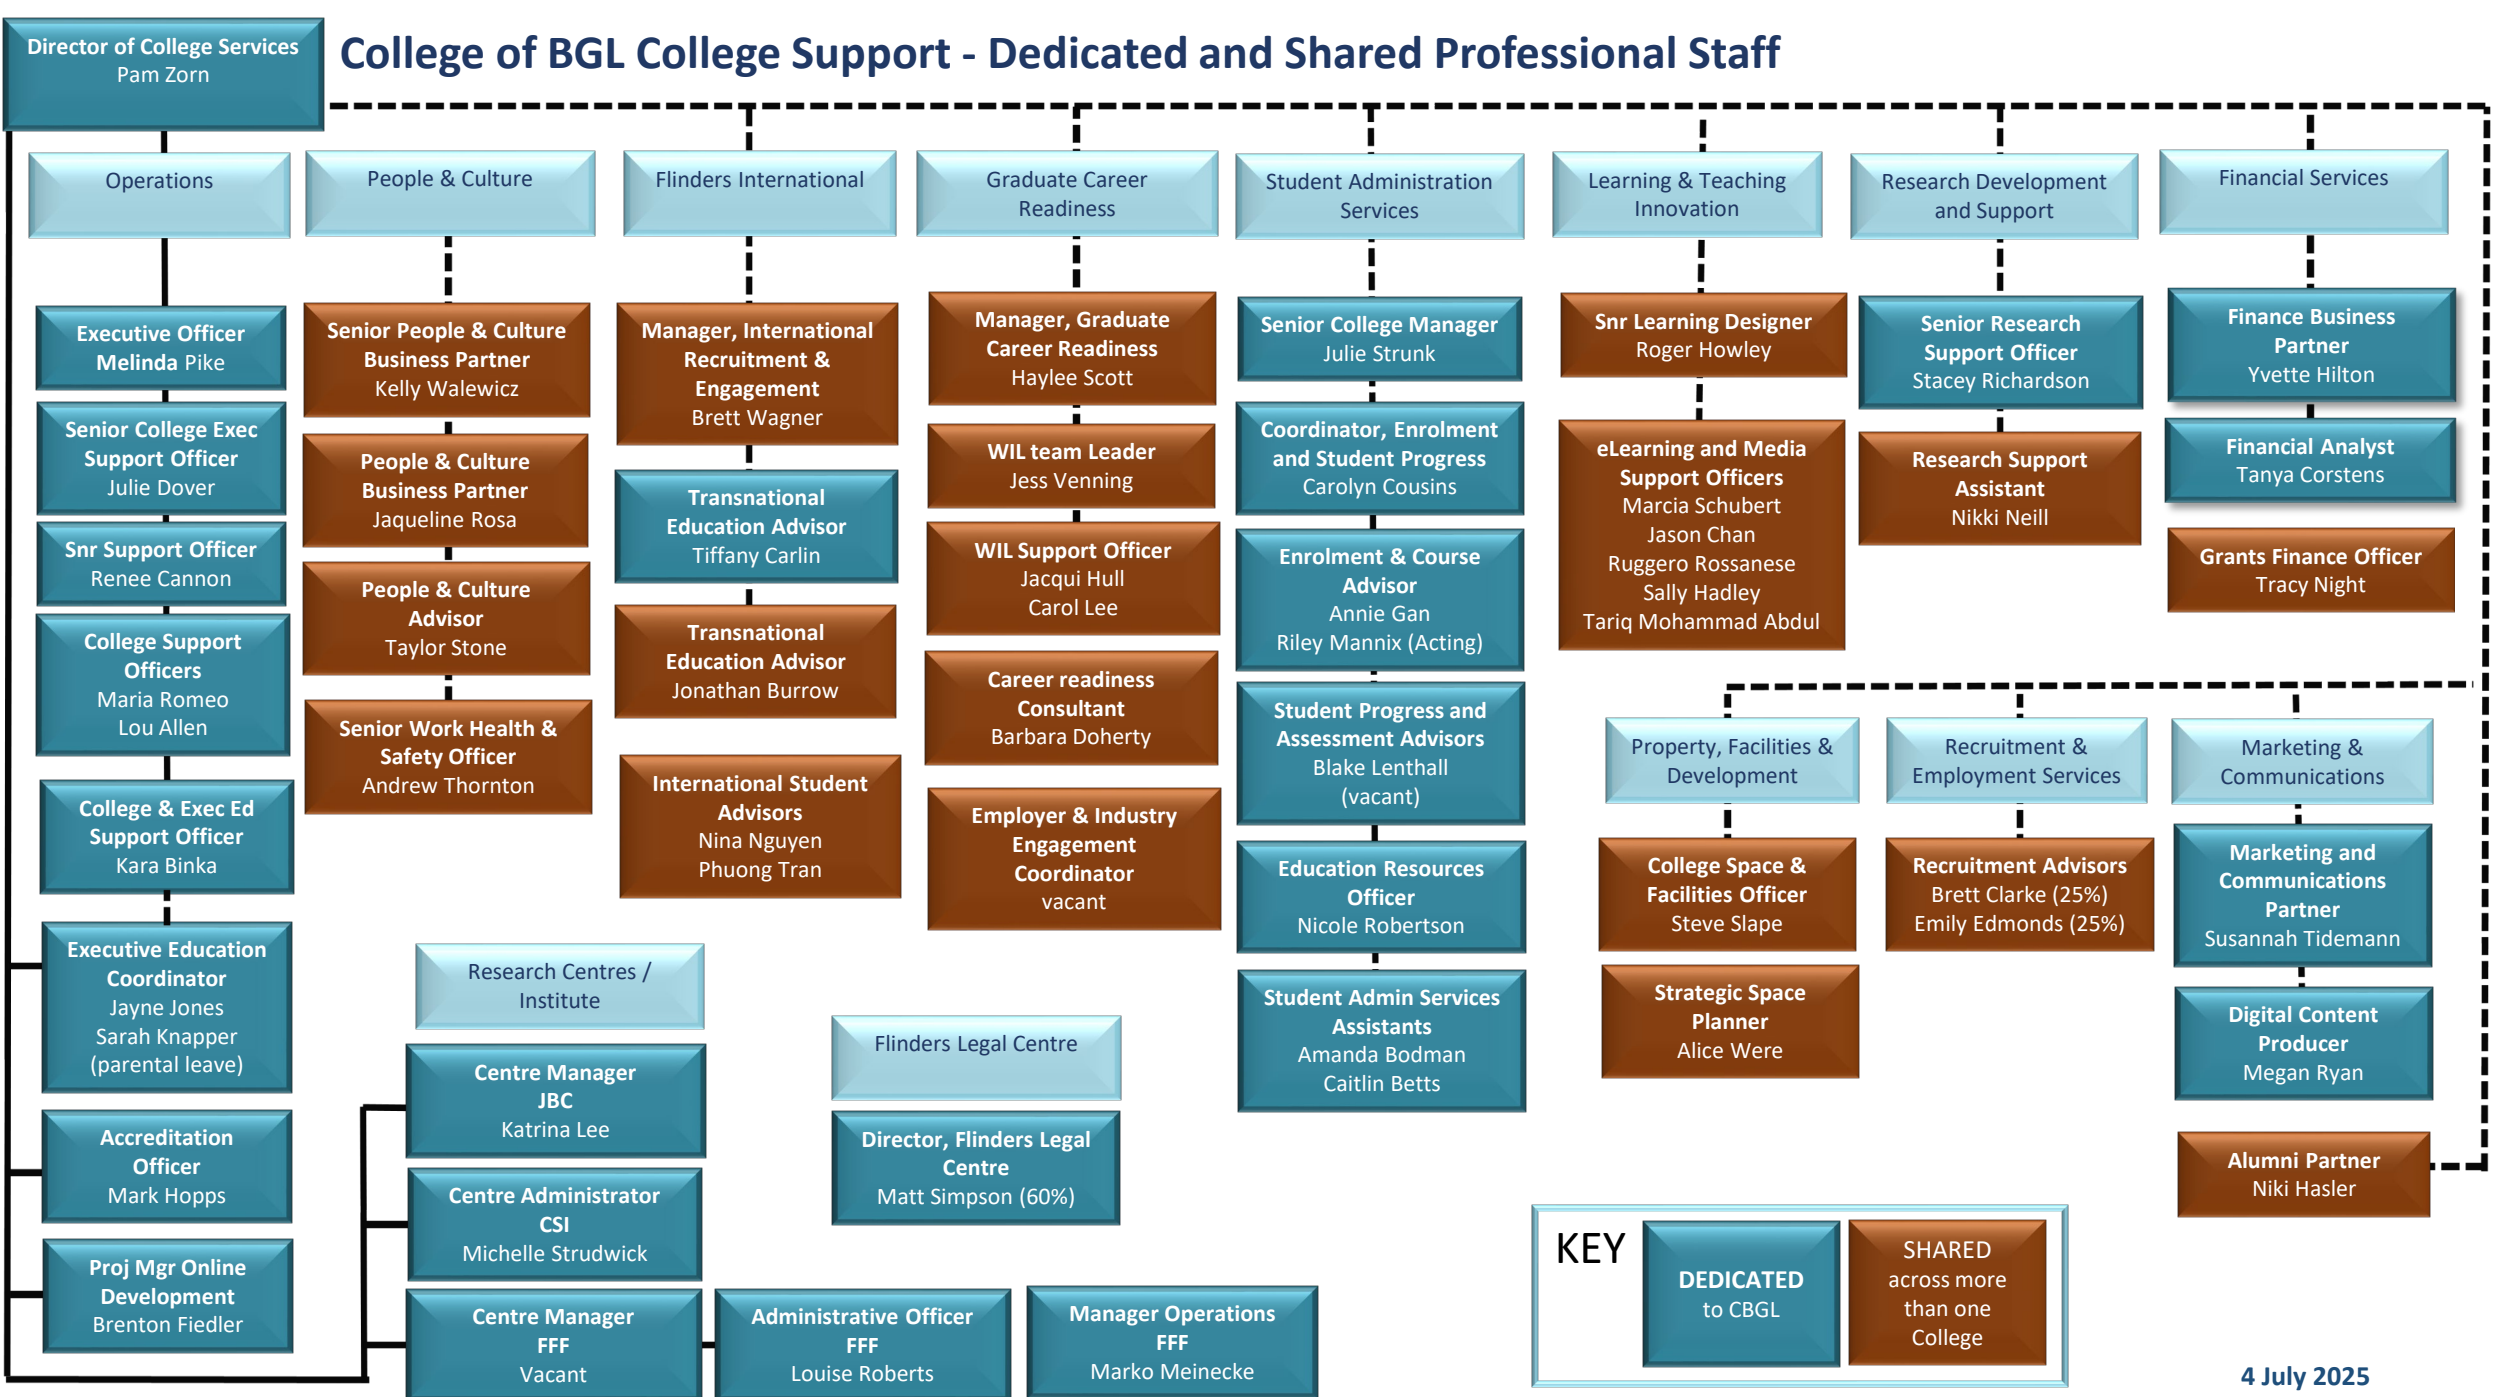 Director of College Services
Pam Zorn
College of BGL College Support - Dedicated and Shared Professional Staff
Operations
Executive Officer
Melinda Pike
Senior College Exec
Support Officer
Julie Dover
Snr Support Officer
Renee Cannon
College Support
Officers
Maria Romeo
Lou Allen
College & Exec Ed
Support Officer
Kara Binka
Executive Education
Coordinator
Jayne Jones
Sarah Knapper
(parental leave)
Accreditation
Officer
Mark Hopps
Proj Mgr Online
Development
Brenton Fiedler
People & Culture
Senior People & Culture
Business Partner
Kelly Walewicz
People & Culture
Business Partner
Jaqueline Rosa
People & Culture
Advisor
Taylor Stone
Senior Work Health &
Safety Officer
Andrew Thornton
Flinders International
Manager, International
Recruitment &
Engagement
Brett Wagner
Transnational
Education Advisor
Tiffany Carlin
Transnational
Education Advisor
Jonathan Burrow
International Student
Advisors
Nina Nguyen
Phuong Tran
Graduate Career
Readiness
Manager, Graduate
Career Readiness
Haylee Scott
WIL team Leader
Jess Venning
WIL Support Officer
Jacqui Hull
Carol Lee
Career readiness
Consultant
Barbara Doherty
Employer & Industry
Engagement
Coordinator
vacant
Student Administration
Services
Senior College Manager
Julie Strunk
Coordinator, Enrolment
and Student Progress
Carolyn Cousins
Enrolment & Course
Advisor
Annie Gan
Riley Mannix (Acting)
Student Progress and
Assessment Advisors
Blake Lenthall
(vacant)
Education Resources
Officer
Nicole Robertson
Student Admin Services
Assistants
Amanda Bodman
Caitlin Betts
Learning & Teaching
Innovation
Snr Learning Designer
Roger Howley
eLearning and Media
Support Officers
Marcia Schubert
Jason Chan
Ruggero Rossanese
Sally Hadley
Tariq Mohammad Abdul
Research Development
and Support
Senior Research
Support Officer
Stacey Richardson
Research Support
Assistant
Nikki Neill
Financial Services
Finance Business
Partner
Yvette Hilton
Financial Analyst
Tanya Corstens
Grants Finance Officer
Tracy Night
Property, Facilities &
Development
College Space &
Facilities Officer
Steve Slape
Strategic Space
Planner
Alice Were
Recruitment &
Employment Services
Recruitment Advisors
Brett Clarke (25%)
Emily Edmonds (25%)
Marketing &
Communications
Marketing and
Communications
Partner
Susannah Tidemann
Digital Content
Producer
Megan Ryan
Alumni Partner
Niki Hasler
Research Centres /
Institute
Centre Manager
JBC
Katrina Lee
Centre Administrator
CSI
Michelle Strudwick
Centre Manager
FFF
Vacant
Administrative Officer
FFF
Louise Roberts
Manager Operations
FFF
Marko Meinecke
Flinders Legal Centre
Director, Flinders Legal
Centre
Matt Simpson (60%)
KEY
DEDICATED
to CBGL
SHARED
across more
than one
College
4 July 2025